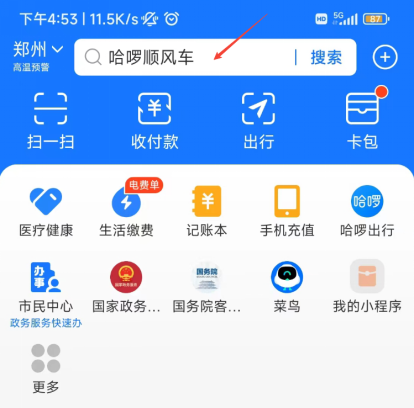 下午4:53 | 11.5K/s
HD 5G 87
郑州
高温预警
哈啰顺风车
搜索
扫一扫 收付款 出行 卡包
电费单
哈啰
医疗健康 生活缴费 记账本 手机充值 哈啰出行
办事
国务院
市民中心 国家政务... 国务院客... 菜鸟 我的小程序
政务服务快速办
更多